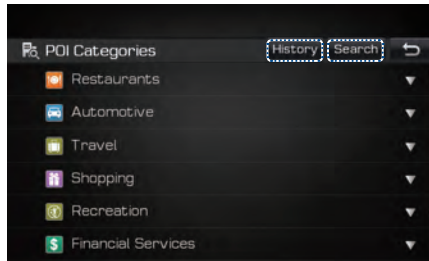 POI Categories History Search
Restaurants
Automotive
Travel
Shopping
Recreation
Financial Services